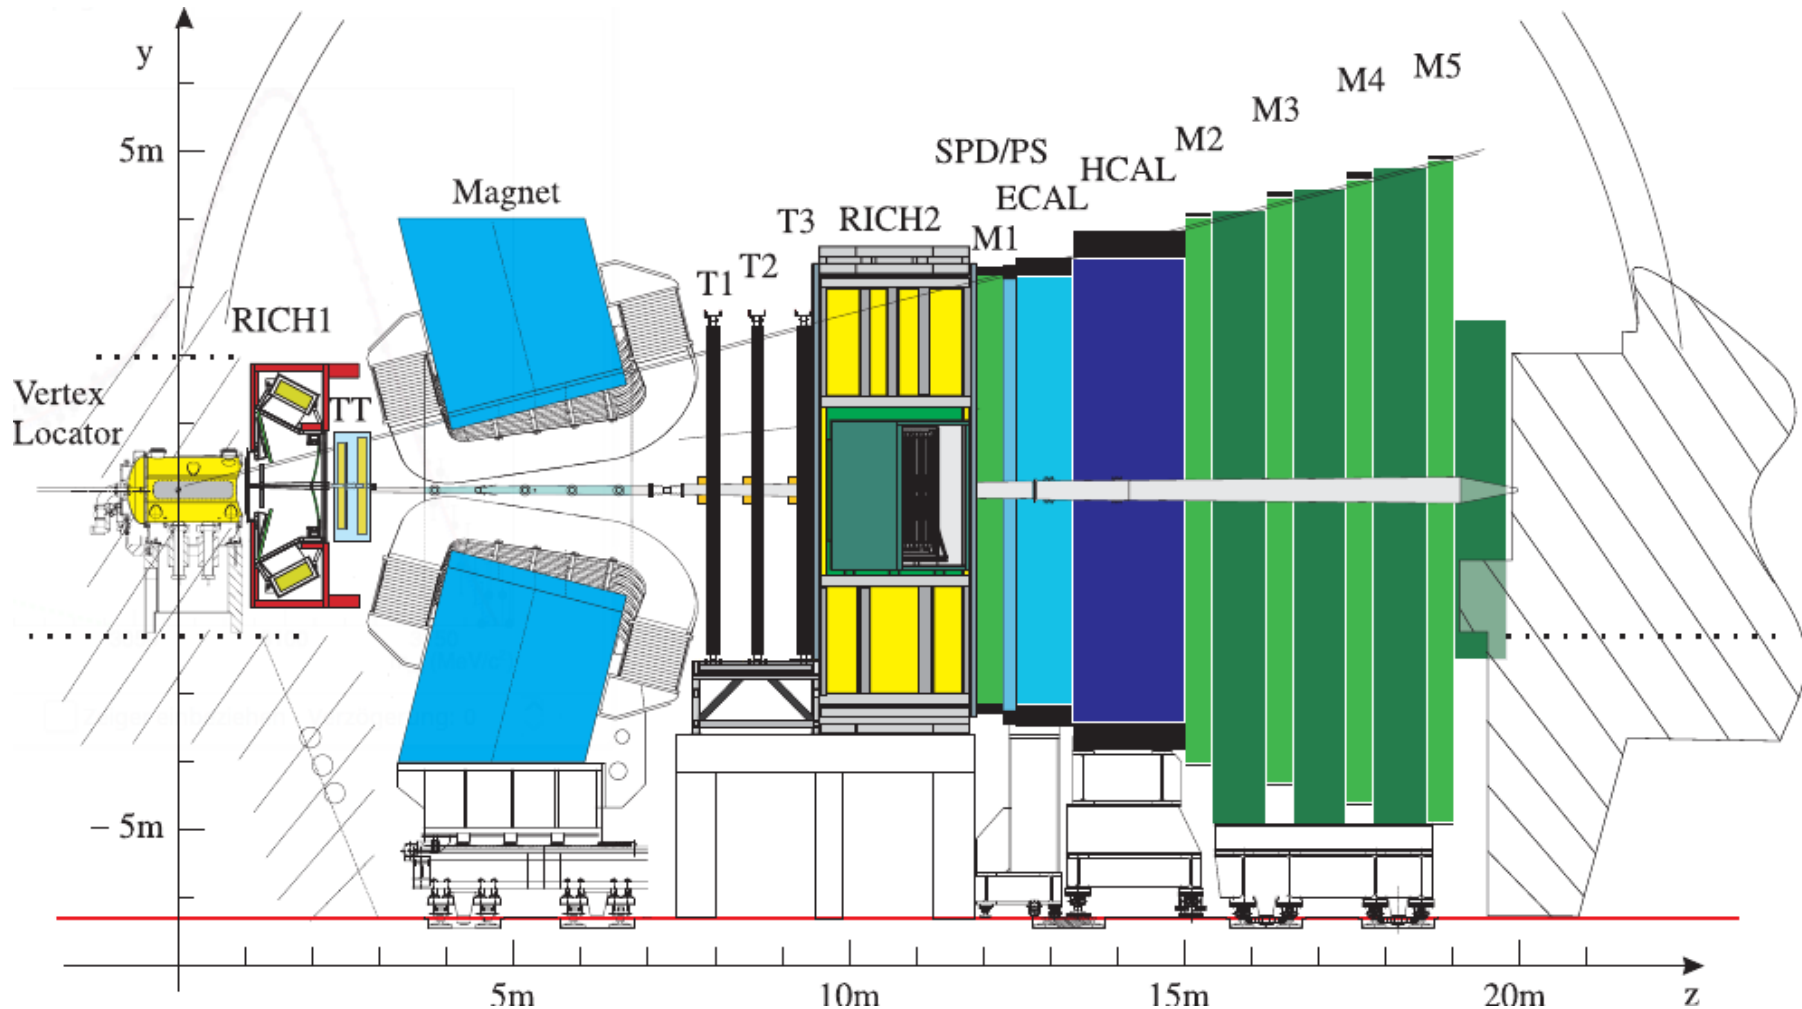 y
5m
− 5m
Vertex
Locator
RICH1
TT
Magnet
T1
T2
T3
RICH2
M1
SPD/PS
ECAL
HCAL
M2
M3
M4
M5
5m
10m
15m
20m
z